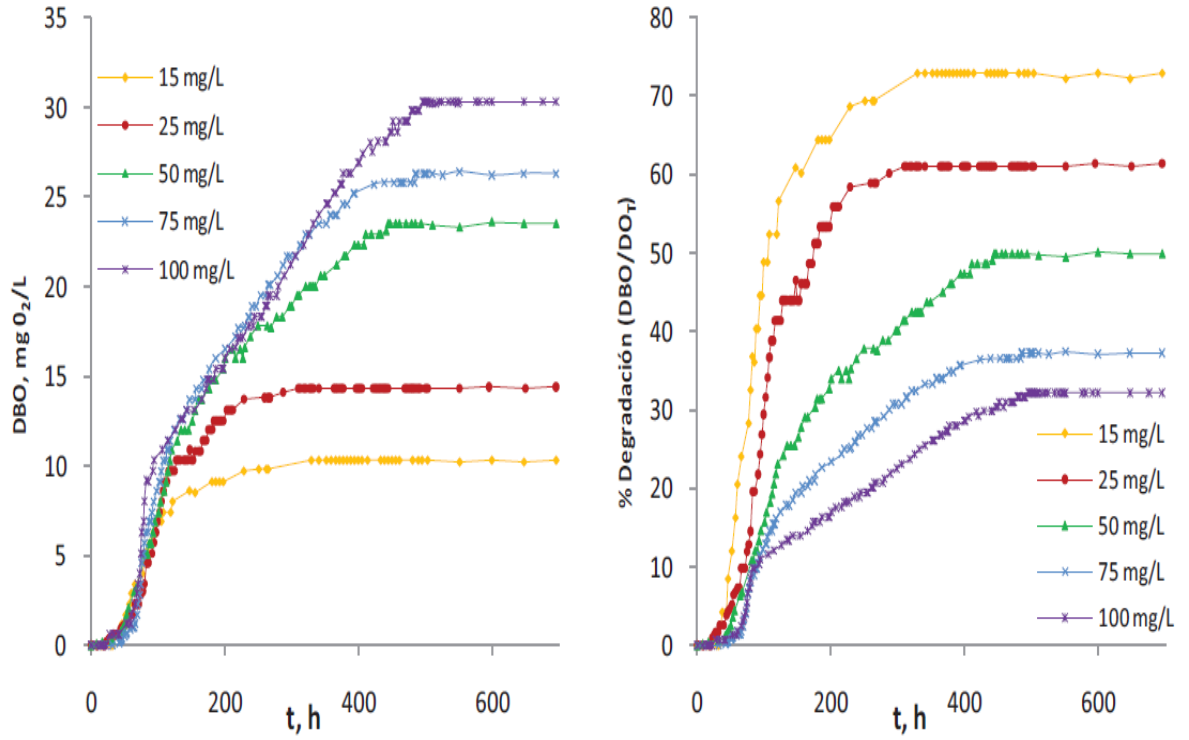 35
30
25
20
15
10
5
0
DBO, mg O₂/L
15 mg/L
25 mg/L
50 mg/L
75 mg/L
100 mg/L
0 200 400 600
t, h
80
70
60
50
40
30
20
10
0
% Degradación (DBO/DO_T)
15 mg/L
25 mg/L
50 mg/L
75 mg/L
100 mg/L
0 200 400 600
t, h